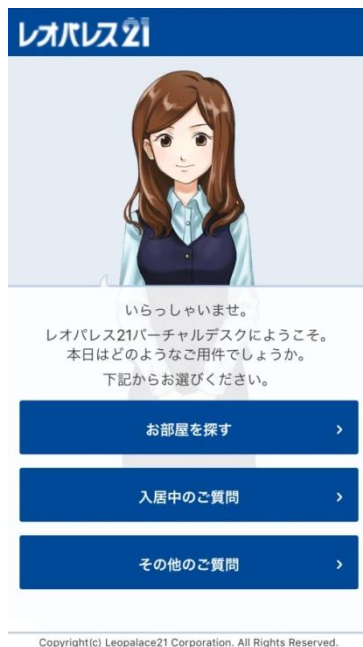 レオパレス21
いらっしゃいませ。
レオパレス21バーチャルデスクにようこそ。
本日はどのようなご用件でしょうか。
下記からお選びください。
お部屋を探す
入居中のご質問
その他のご質問
Copyright(c) Leopalace21 Corporation. All Rights Reserved.